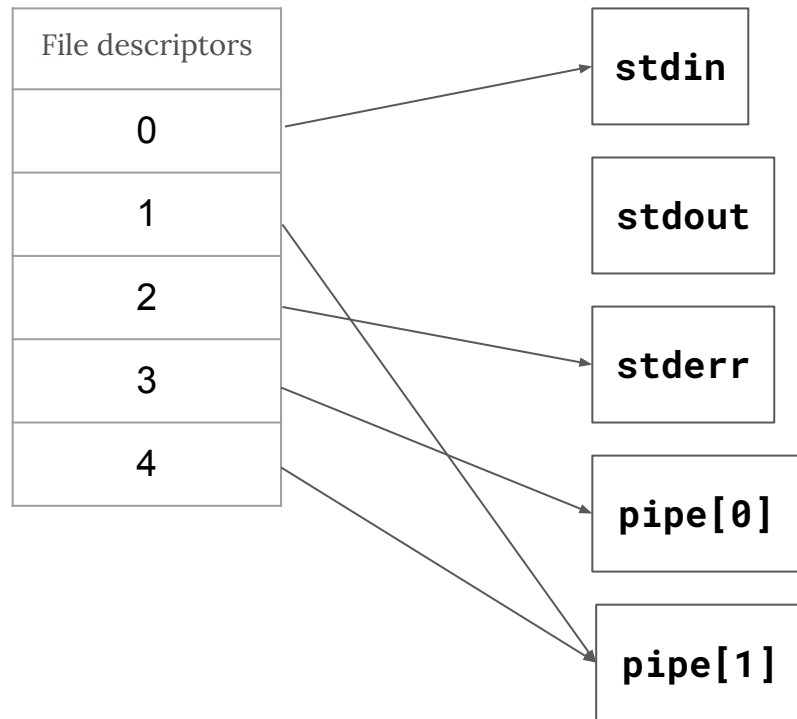 File descriptors
0
1
2
3
4
stdin
stdout
stderr
pipe[0]
pipe[1]